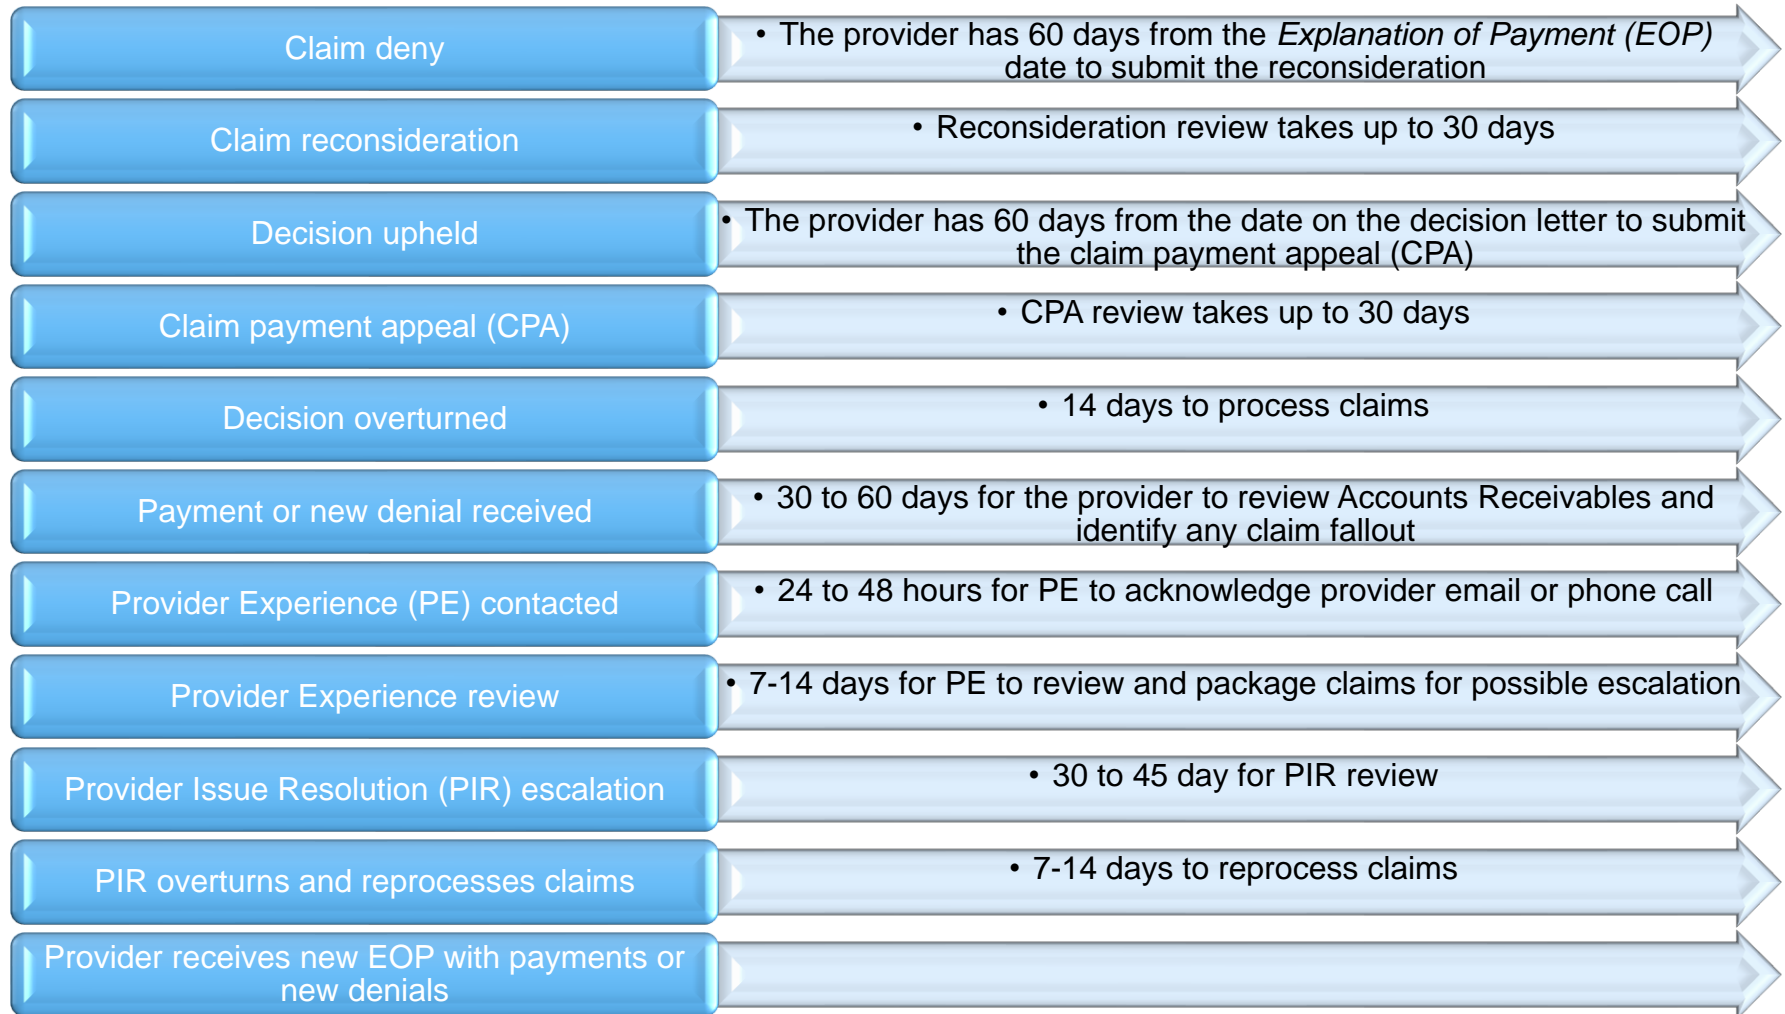 Claim deny
• The provider has 60 days from the Explanation of Payment (EOP)
date to submit the reconsideration
Claim reconsideration
• Reconsideration review takes up to 30 days
Decision upheld
• The provider has 60 days from the date on the decision letter to submit
the claim payment appeal (CPA)
Claim payment appeal (CPA)
• CPA review takes up to 30 days
Decision overturned
• 14 days to process claims
Payment or new denial received
• 30 to 60 days for the provider to review Accounts Receivables and
identify any claim fallout
Provider Experience (PE) contacted
• 24 to 48 hours for PE to acknowledge provider email or phone call
Provider Experience review
• 7-14 days for PE to review and package claims for possible escalation
Provider Issue Resolution (PIR) escalation
• 30 to 45 day for PIR review
PIR overturns and reprocesses claims
• 7-14 days to reprocess claims
Provider receives new EOP with payments or
new denials